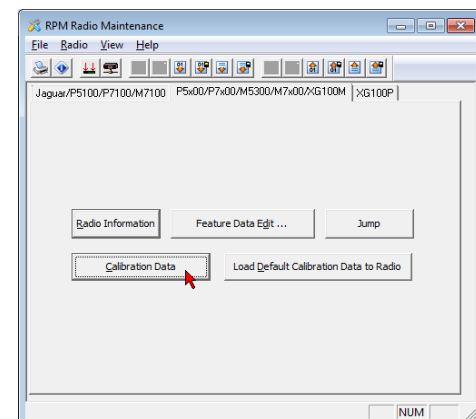 RPM Radio Maintenance
File Radio View Help
Jaguar/P5100/P7100/M7100 P5x00/P7x00/M5300/M7x00/XG100M XG100P
Radio Information Feature Data Edit ... Jump
Calibration Data Load Default Calibration Data to Radio
NUM